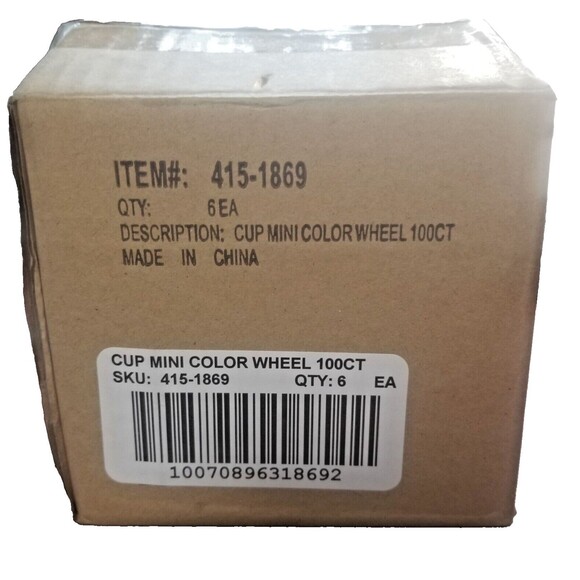 ITEM#: 415-1869
QTY: 6 EA
DESCRIPTION: CUP MINI COLOR WHEEL 100CT
MADE IN CHINA
CUP MINI COLOR WHEEL 100CT
SKU: 415-1869 QTY: 6 EA
10070896318692